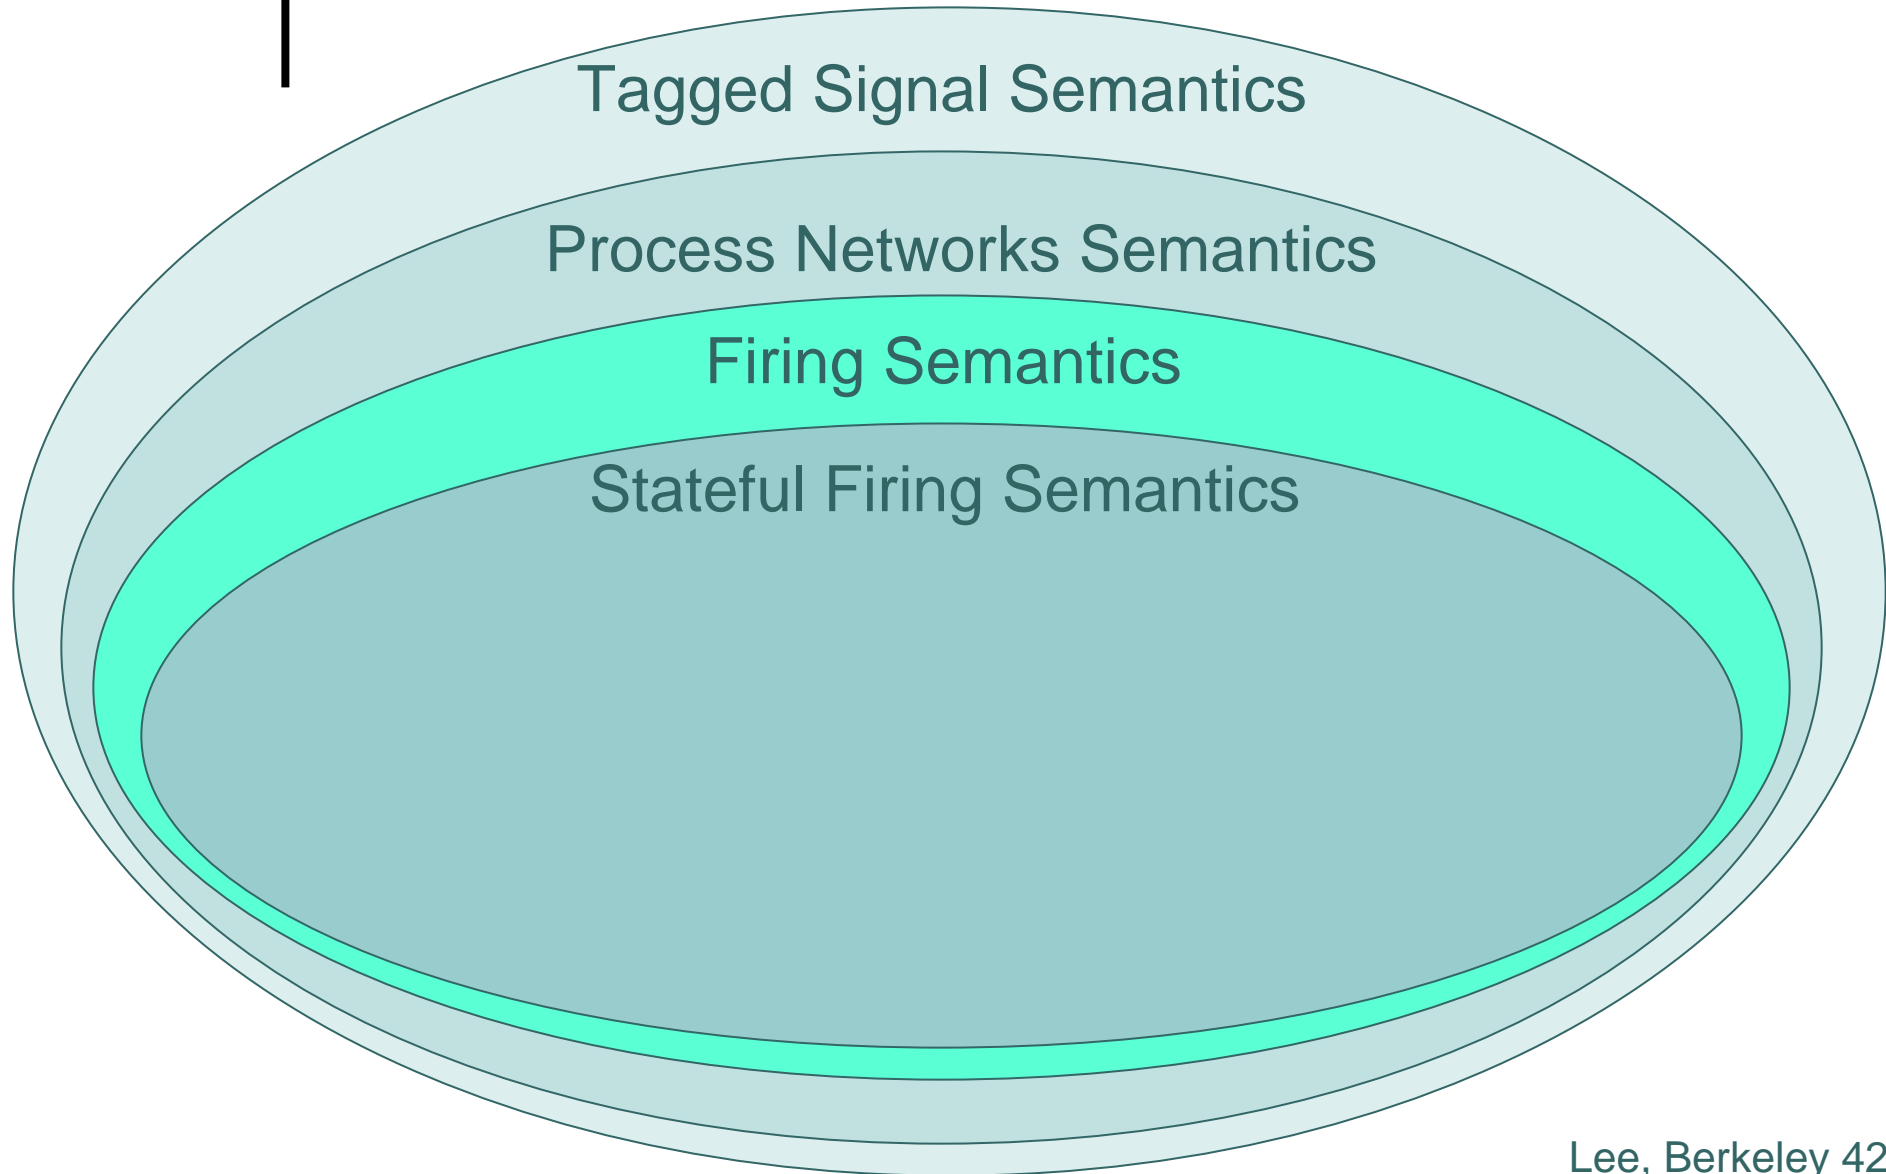 Tagged Signal Semantics
Process Networks Semantics
Firing Semantics
Stateful Firing Semantics
Lee, Berkeley 42